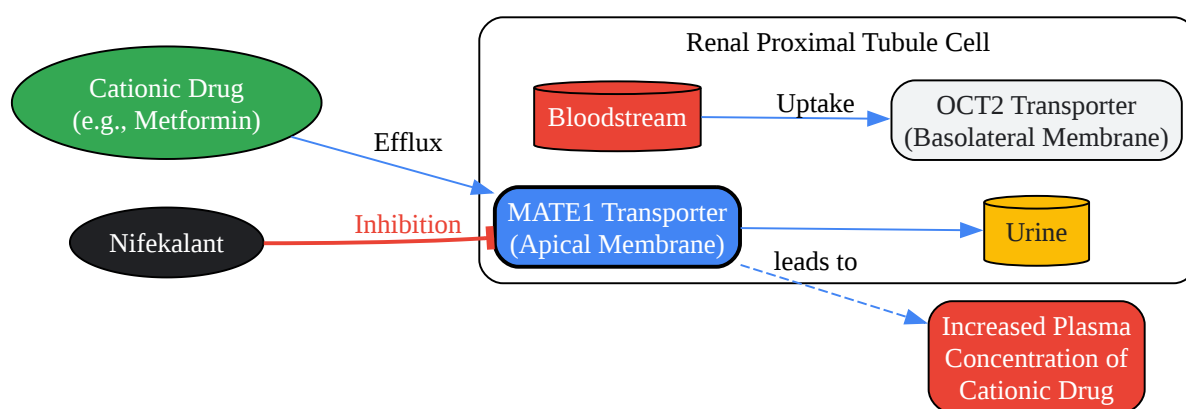 Renal Proximal Tubule Cell
Cationic Drug
(e.g., Metformin)
Bloodstream
Uptake
OCT2 Transporter
(Basolateral Membrane)
Efflux
Nifekalant
Inhibition
MATE1 Transporter
(Apical Membrane)
Urine
leads to
Increased Plasma
Concentration of
Cationic Drug